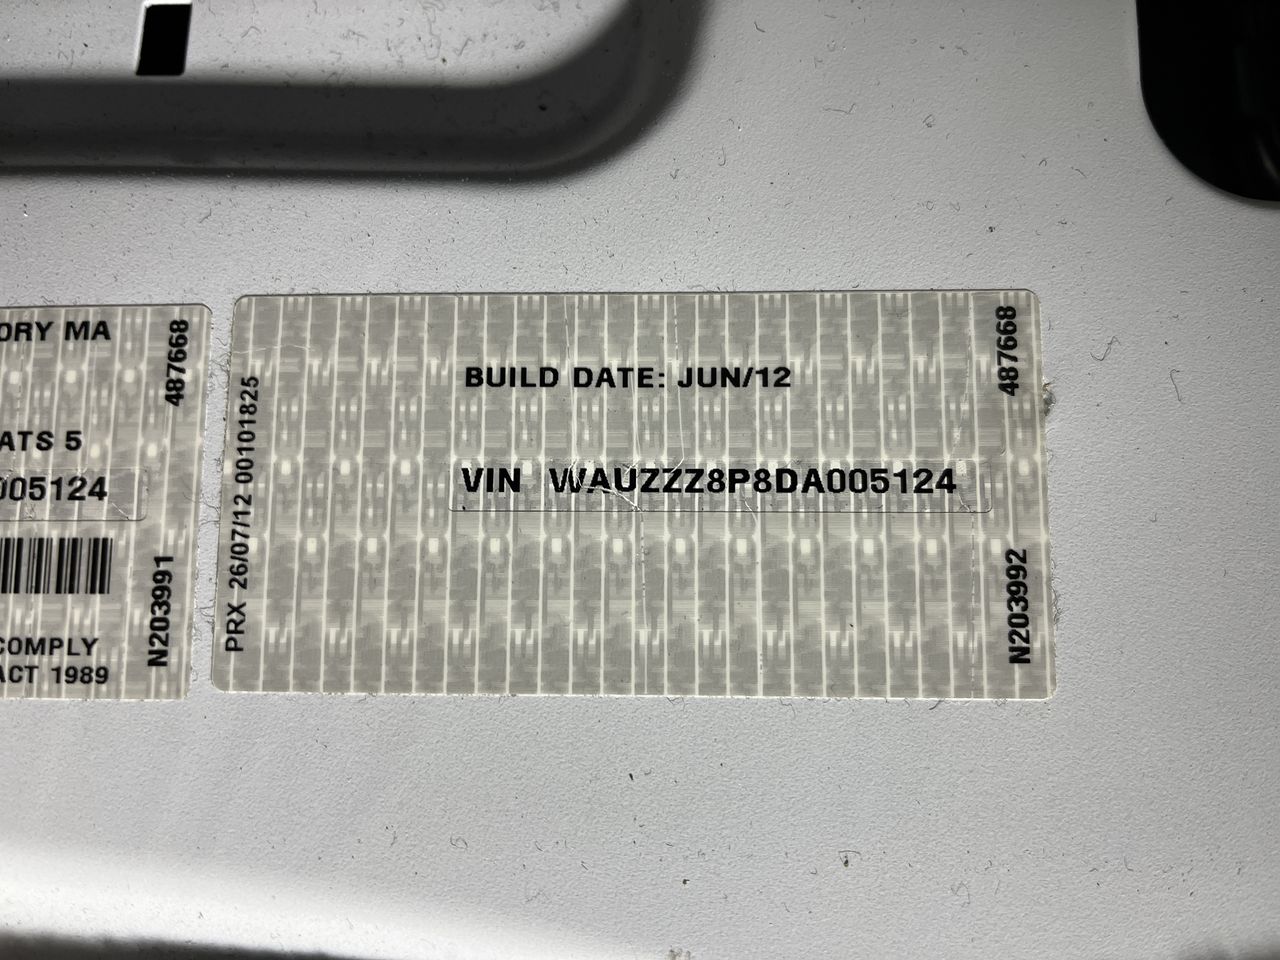 ORY MA
487668
ATS 5
005124
N203991
COMPLY
ACT 1989
PRX 26/07/12 00101825
BUILD DATE: JUN/12
VIN WAUZZZ8P8DA005124
487668
N203992